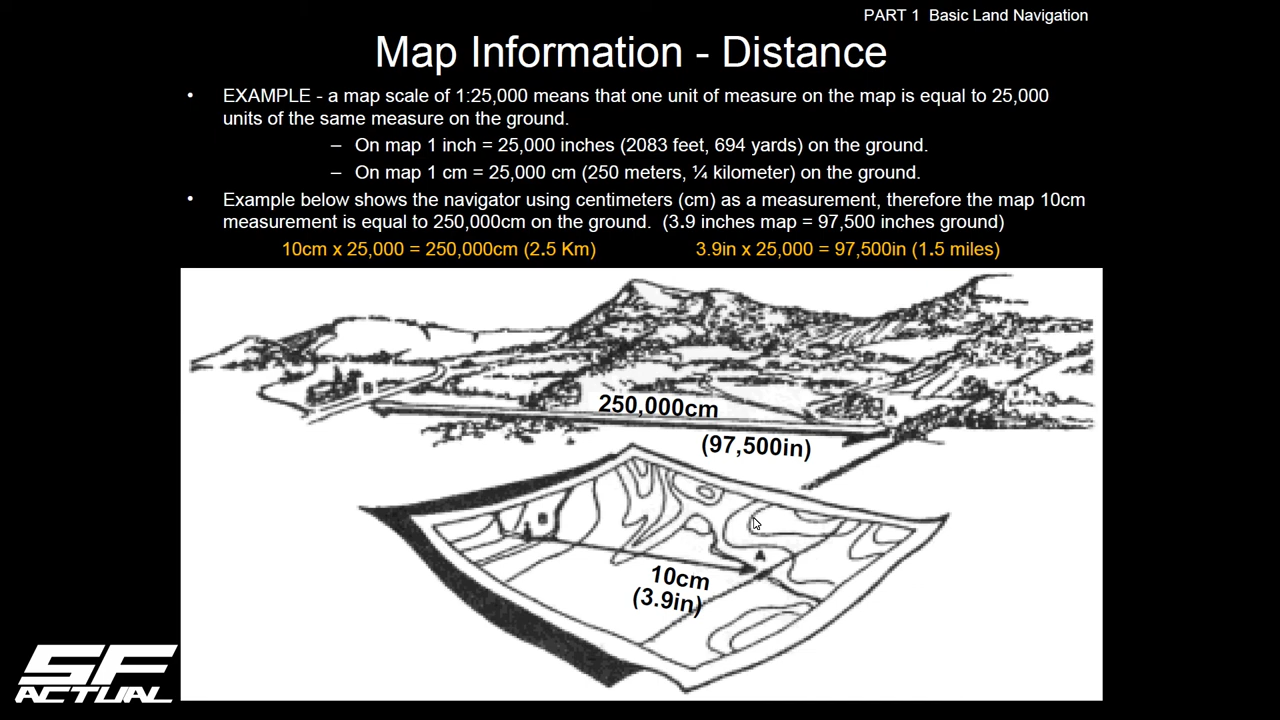 PART 1 Basic Land Navigation
Map Information - Distance
• EXAMPLE - a map scale of 1:25,000 means that one unit of measure on the map is equal to 25,000
units of the same measure on the ground.
– On map 1 inch = 25,000 inches (2083 feet, 694 yards) on the ground.
– On map 1 cm = 25,000 cm (250 meters, ¼ kilometer) on the ground.
• Example below shows the navigator using centimeters (cm) as a measurement, therefore the map 10cm
measurement is equal to 250,000cm on the ground. (3.9 inches map = 97,500 inches ground)
10cm x 25,000 = 250,000cm (2.5 Km) 3.9in x 25,000 = 97,500in (1.5 miles)
B
250,000cm
A
(97,500in)
B
A
10cm
(3.9in)
SF
ACTUAL